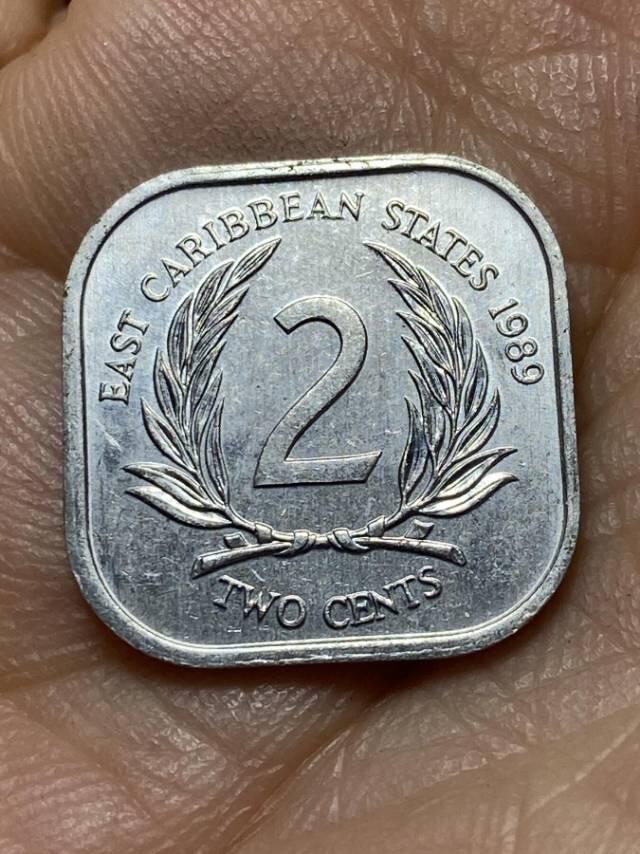 EAST CARIBBEAN STATES 1989
2
TWO CENTS